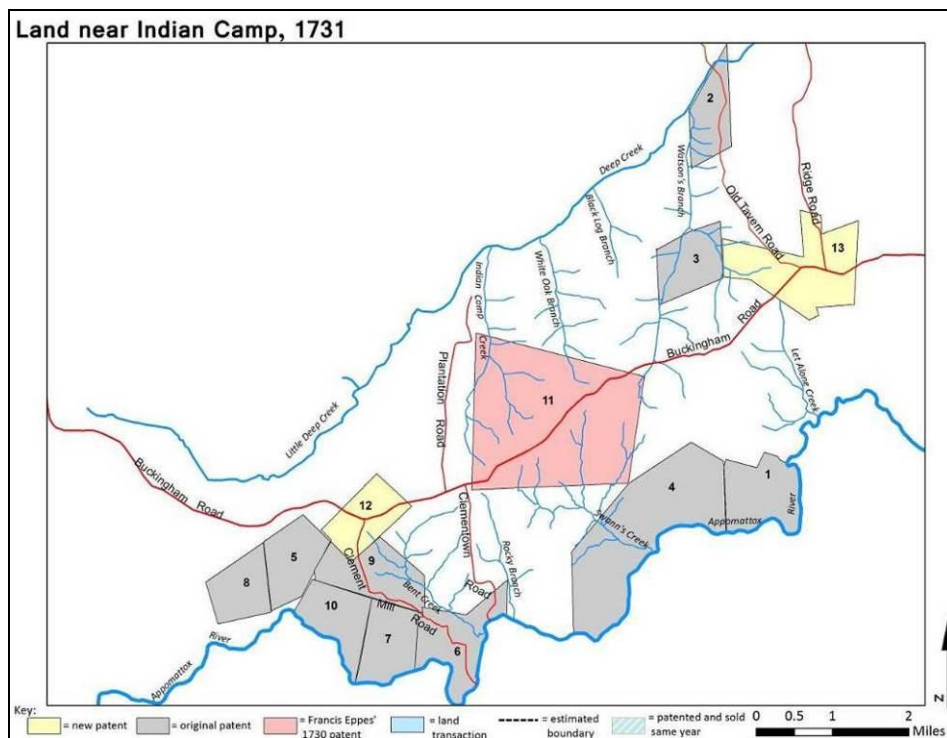 Land near Indian Camp, 1731
2
Deep Creek
Watson's Branch
Old Tavern Road
Ridge Road
Black Log Branch
13
3
Indian Camp
Creek
White Oak Branch
Buckingham Road
Plantation Road
11
Let Alone Creek
Little Deep Creek
Buckingham Road
4
1
River
Appomattox
Swann's Creek
12
Clementown
Road
Rocky Branch
5
9
8
Clement
Mill
Road
Bent Creek
10
7
6
River
Appomattox
N
Key:
= new patent
= original patent
= Francis Eppes'
1730 patent
= land
transaction
= estimated
boundary
= patented and sold
same year
0 0.5 1 2
Miles